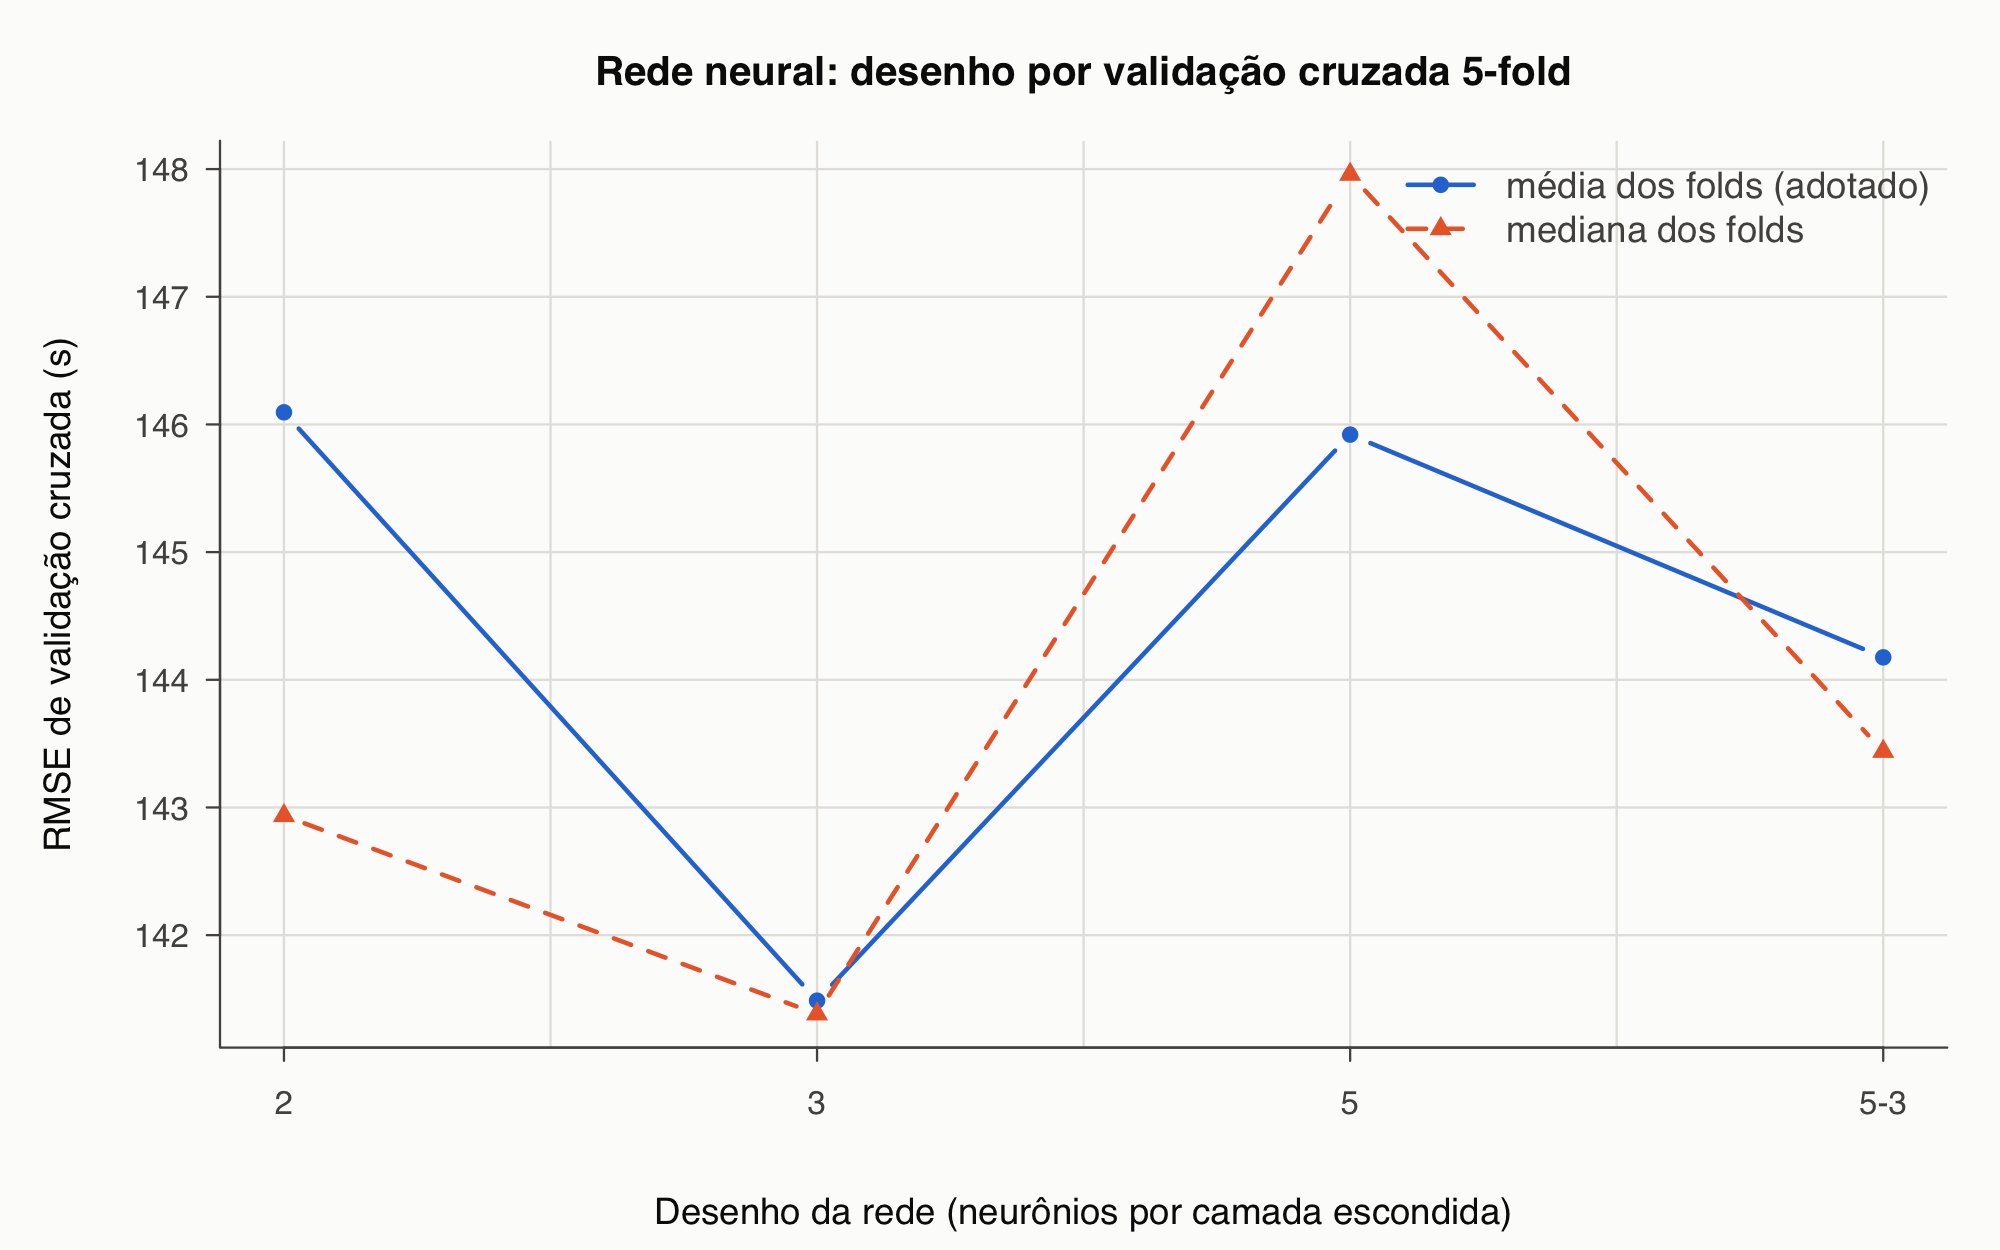 Rede neural: desenho por validação cruzada 5-fold
148
147
146
145
144
143
142
RMSE de validação cruzada (s)
média dos folds (adotado)
mediana dos folds
2 3 5 5-3
Desenho da rede (neurônios por camada escondida)